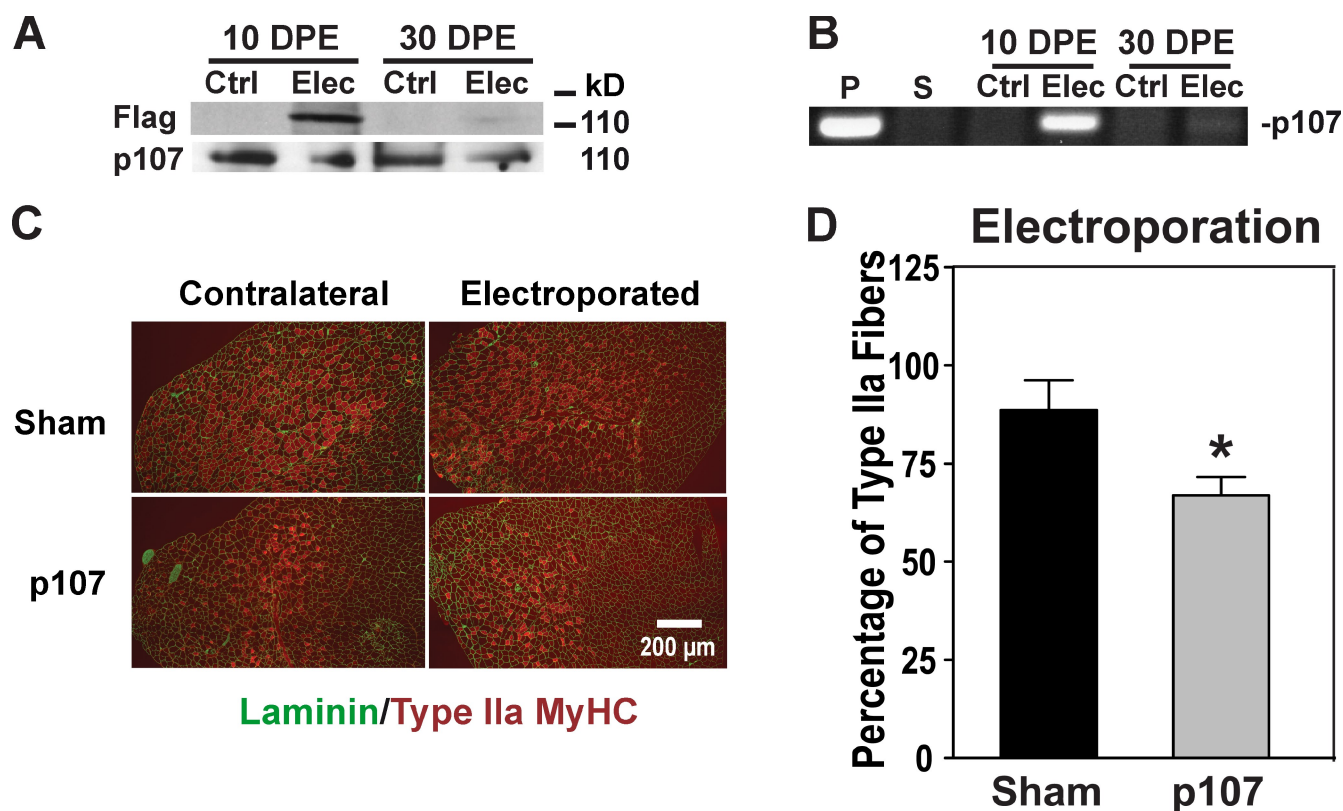 A
10 DPE 30 DPE
Ctrl Elec Ctrl Elec – kD
Flag – 110
p107 110
B
10 DPE 30 DPE
P S Ctrl Elec Ctrl Elec
-p107
C
Contralateral Electroporated
Sham
p107
200 µm
Laminin/Type IIa MyHC
D
Electroporation
Percentage of Type IIa Fibers
125
100
75
50
25
0
*
Sham p107